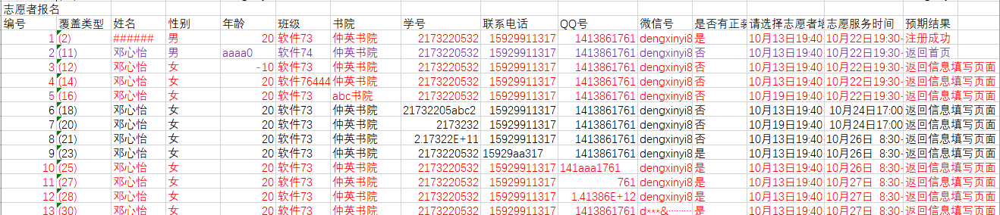 志愿者报名
编号 覆盖类型 姓名 性别 年龄 班级 书院 学号 联系电话 QQ号 微信号 是否有正装 请选择志愿者培 志愿服务时间 预期结果
1 (2) ###### 男 20 软件73 仲英书院 2173220532 15929911317 1413861761 dengxinyi8 是 10月13日19:40- 10月22日19:30- 注册成功
2 (11) 邓心怡 男 aaaa0 软件74 仲英书院 2173220532 15929911317 1413861761 dengxinyi8 否 10月13日19:40- 10月22日19:30- 返回首页
3 (12) 邓心怡 女 -10 软件73 仲英书院 2173220532 15929911317 1413861761 dengxinyi8 否 10月13日19:40- 10月22日19:30- 返回信息填写页面
4 (14) 邓心怡 女 20 软件76444 仲英书院 2173220532 15929911317 1413861761 dengxinyi8 否 10月13日19:40- 10月22日19:30- 返回信息填写页面
5 (16) 邓心怡 女 20 软件73 abc书院 2173220532 15929911317 1413861761 dengxinyi8 否 10月19日19:40- 10月22日19:30- 返回信息填写页面
6 (18) 邓心怡 女 20 软件73 仲英书院 21732205abc2 15929911317 1413861761 dengxinyi8 否 10月13日19:40- 10月24日17:00 返回信息填写页面
7 (20) 邓心怡 女 20 软件73 仲英书院 2173232 15929911317 1413861761 dengxinyi8 否 10月19日19:40- 10月24日17:00 返回信息填写页面
8 (21) 邓心怡 女 20 软件73 仲英书院 2.17322E+11 15929911317 1413861761 dengxinyi8 否 10月13日19:40- 10月26日 8:30- 返回信息填写页面
9 (23) 邓心怡 女 20 软件73 仲英书院 2173220532 15929aa317 1413861761 dengxinyi8 是 10月13日19:40- 10月26日 8:30- 返回信息填写页面
10 (25) 邓心怡 女 20 软件73 仲英书院 2173220532 15929911317 141aaa1761 dengxinyi8 是 10月13日19:40- 10月26日 8:30- 返回信息填写页面
11 (27) 邓心怡 女 20 软件73 仲英书院 2173220532 15929911317 761 dengxinyi8 是 10月13日19:40- 10月27日 8:30- 返回信息填写页面
12 (28) 邓心怡 女 20 软件73 仲英书院 2173220532 15929911317 1.41386E+12 dengxinyi8 是 10月13日19:40- 10月27日 8:30- 返回信息填写页面
13 (30) 邓心怡 女 20 软件73 仲英书院 2173220532 15929911317 1413861761 d***&……… 是 10月13日19:40- 10月27日 8:30- 返回信息填写页面